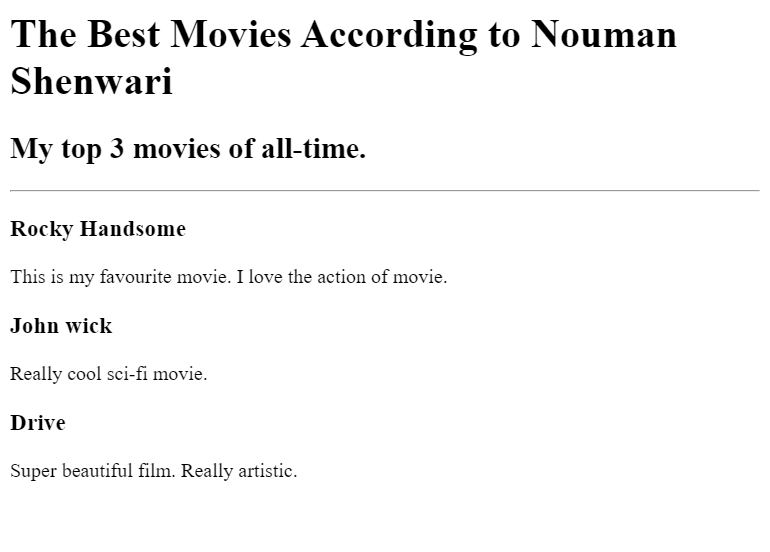 The Best Movies According to Nouman
Shenwari
My top 3 movies of all-time.
Rocky Handsome
This is my favourite movie. I love the action of movie.
John wick
Really cool sci-fi movie.
Drive
Super beautiful film. Really artistic.